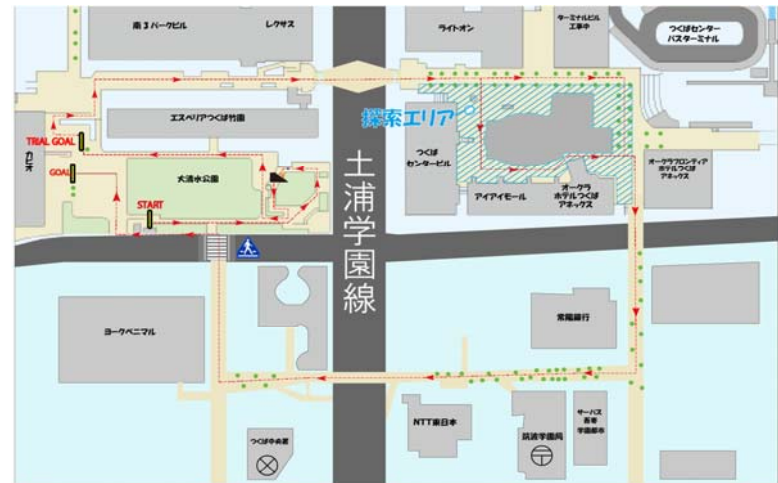 南3パークビル
レクサス
ライトオン
ターミナルビル
工事中
つくばセンター
バスターミナル
エスペリアつくば竹園
探索エリア
TRIAL GOAL
カピオ
GOAL
大清水公園
START
土浦学園線
つくば
センタービル
アイアイモール
オークラ
ホテルつくば
アネックス
オークラフロンティア
ホテルつくば
アネックス
ヨークベニマル
常陽銀行
つくば中央署
NTT東日本
筑波学園局
サーパス
吾妻
学園都市